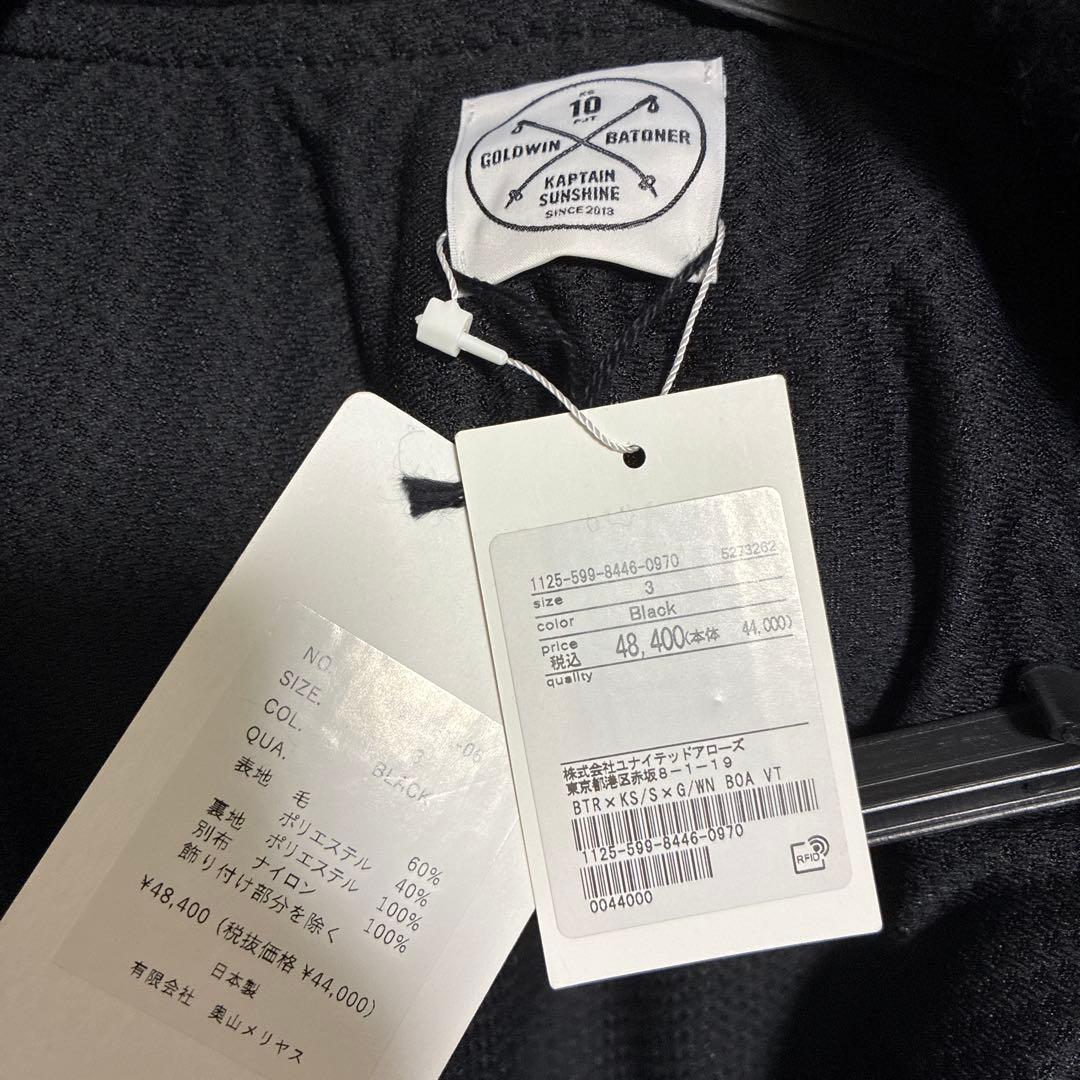 KS
10
PJT
GOLDWIN BATONER
KAPTAIN
SUNSHINE
SINCE 2013
1125-599-8446-0970 5273262
size 3
color Black
price 48,400(本体 44,000)
税込
quality
株式会社ユナイテッドアローズ
東京都港区赤坂8-1-19
BTR×KS/S×G/WN BOA VT
1125-599-8446-0970
0044000
RFID
NO. -06
SIZE. 3
COL. BLACK
QUA.
表地 毛 60%
ポリエステル 40%
裏地 ポリエステル 100%
別布 ナイロン 100%
飾り付け部分を除く
¥48,400 (税抜価格 ¥44,000)
日本製
有限会社 奥山メリヤス